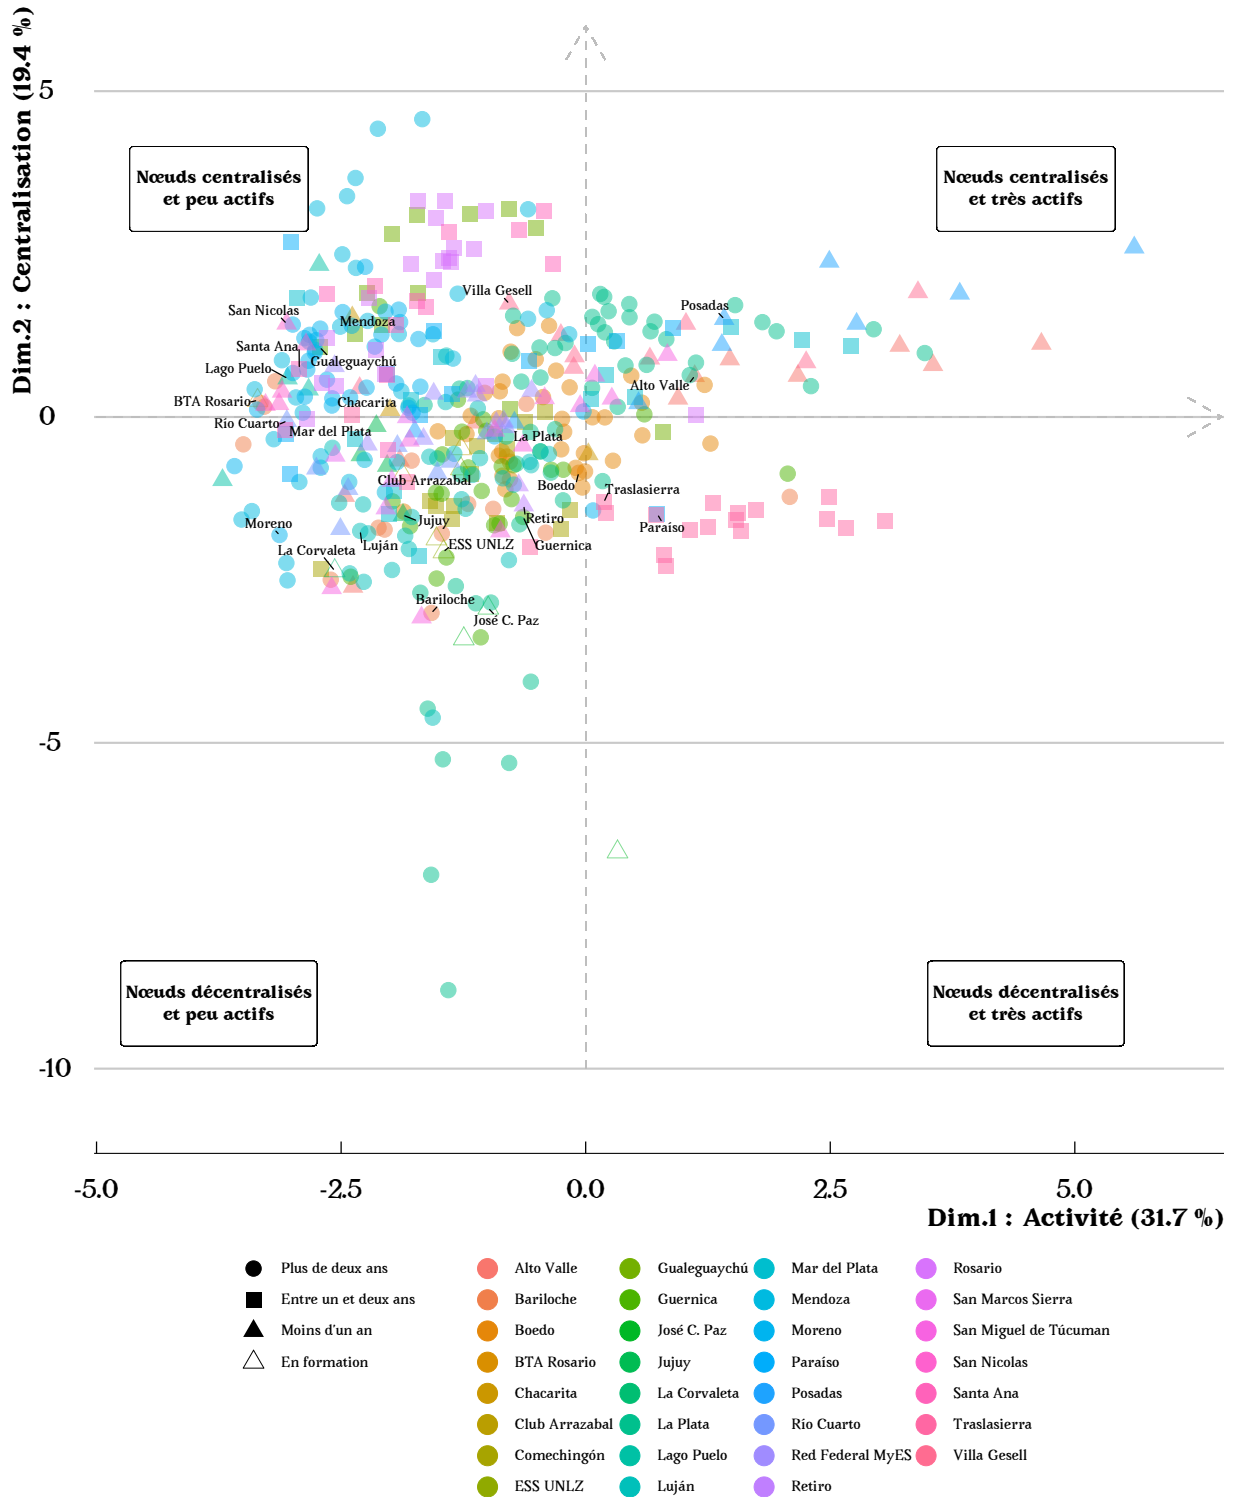 Dim.2 : Centralisation (19.4 %)
5
0
-5
-10
Nœuds centralisés
et peu actifs
Nœuds centralisés
et très actifs
Villa Gesell
San Nicolas
Mendoza
Posadas
Santa Ana
Gualeguaychú
Lago Puelo
Alto Valle
BTA Rosario
Chacarita
Río Cuarto
Mar del Plata
La Plata
Club Arrazabal
Boedo
Traslasierra
Moreno
Jujuy
Retiro
Paraíso
La Corvaleta
Luján
ESS UNLZ
Guernica
Bariloche
José C. Paz
Nœuds décentralisés
et peu actifs
Nœuds décentralisés
et très actifs
-5.0
-2.5
0.0
2.5
5.0
Dim.1 : Activité (31.7 %)
Plus de deux ans
Entre un et deux ans
Moins d'un an
En formation
Alto Valle
Bariloche
Boedo
BTA Rosario
Chacarita
Club Arrazabal
Comechingón
ESS UNLZ
Gualeguaychú
Guernica
José C. Paz
Jujuy
La Corvaleta
La Plata
Lago Puelo
Luján
Mar del Plata
Mendoza
Moreno
Paraíso
Posadas
Río Cuarto
Red Federal MyES
Retiro
Rosario
San Marcos Sierra
San Miguel de Túcuman
San Nicolas
Santa Ana
Traslasierra
Villa Gesell